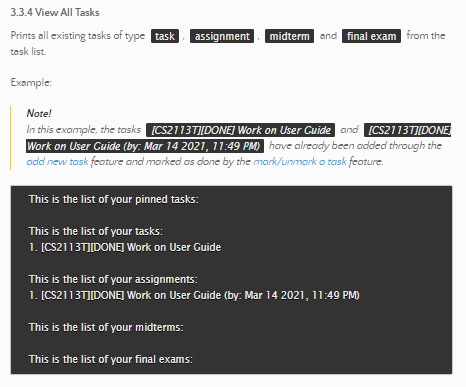 3.3.4 View All Tasks
Prints all existing tasks of type task , assignment , midterm and final exam from the
task list.
Example:
Note!
In this example, the tasks [CS2113T][DONE] Work on User Guide and [CS2113T][DONE]
Work on User Guide (by: Mar 14 2021, 11:49 PM) have already been added through the
add new task feature and marked as done by the mark/unmark a task feature.
This is the list of your pinned tasks:
This is the list of your tasks:
1. [CS2113T][DONE] Work on User Guide
This is the list of your assignments:
1. [CS2113T][DONE] Work on User Guide (by: Mar 14 2021, 11:49 PM)
This is the list of your midterms:
This is the list of your final exams: